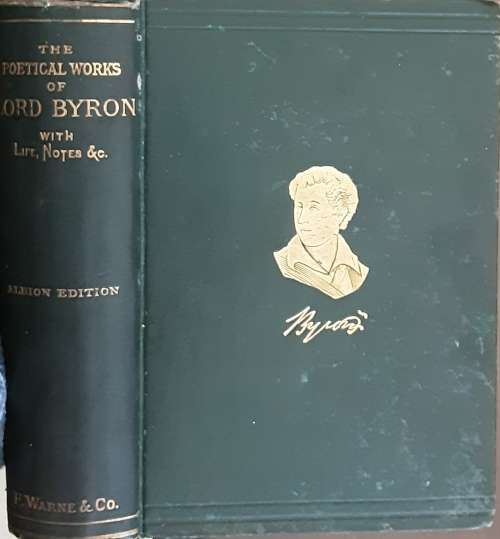 THE
POETICAL WORKS
OF
LORD BYRON
WITH
LIFE, NOTES &C.
ALBION EDITION
F. WARNE & CO.
Byron